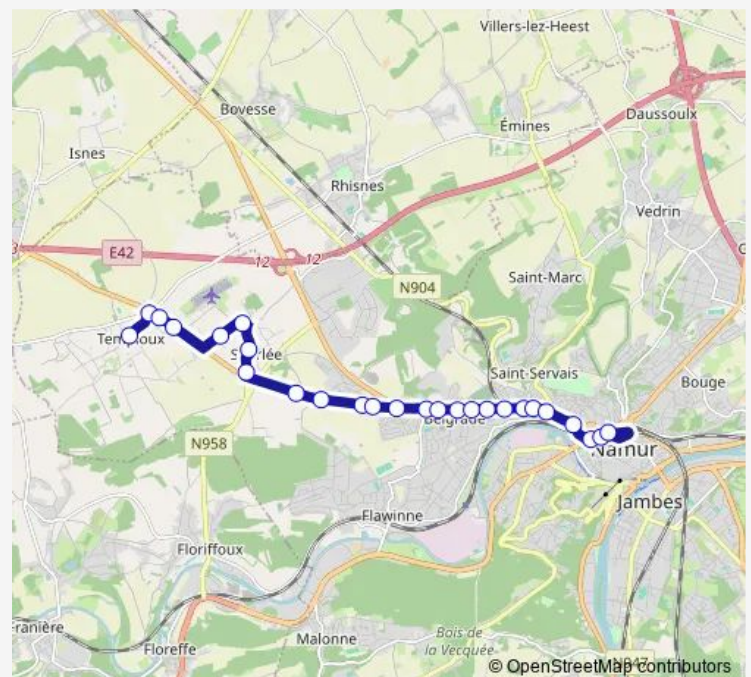 Villers-lez-Heest
Bovesse
Émines
Daussoulx
Isnes
Rhisnes
Vedrin
E42
12
12
N904
Saint-Marc
Saint-Servais
Bouge
Belgrade
N958
Namur
Jambes
Flawinne
Floriffoux
Malonne
Bois de
la Vecquée
Floreffe
N947
© OpenStreetMap contributors